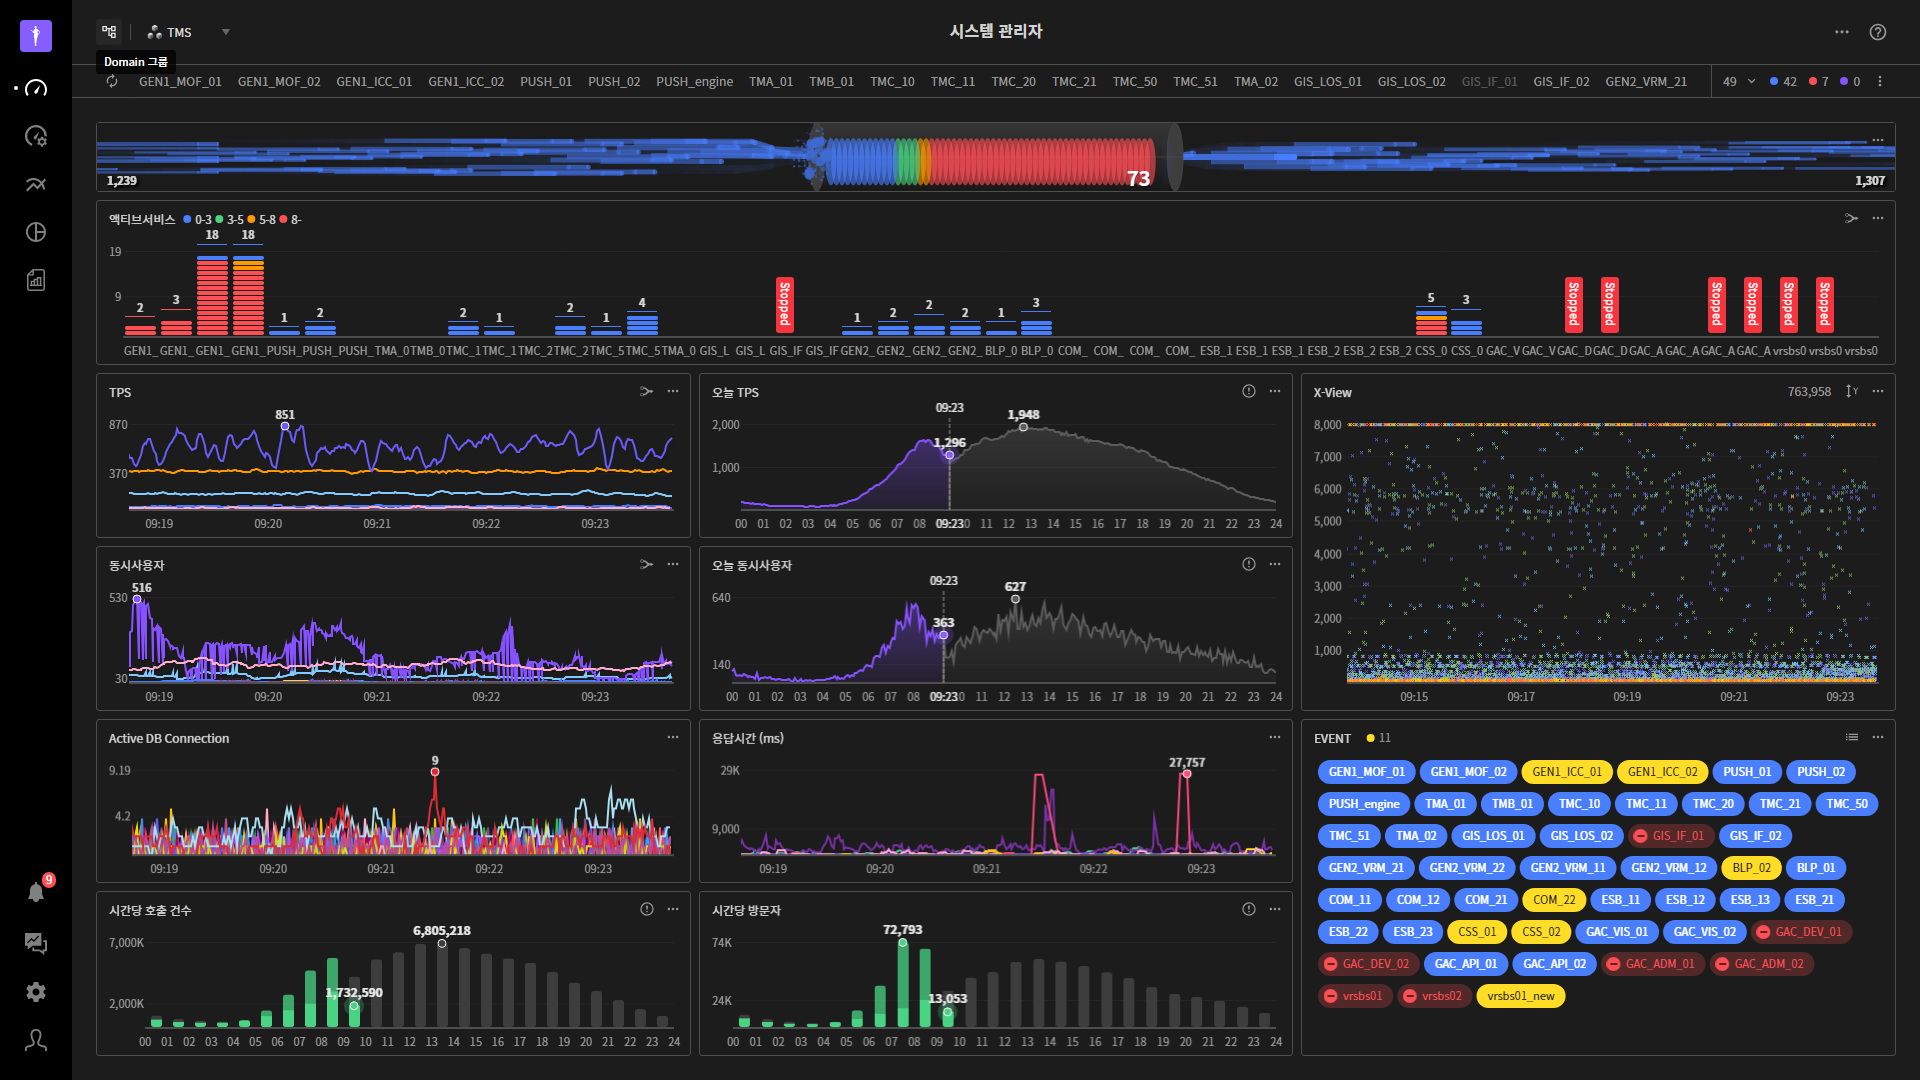 TMS
시스템 관리자
Domain 그룹
GEN1_MOF_01 GEN1_MOF_02 GEN1_ICC_01 GEN1_ICC_02 PUSH_01 PUSH_02 PUSH_engine TMA_01 TMB_01 TMC_10 TMC_11 TMC_20 TMC_21 TMC_50 TMC_51 TMA_02 GIS_LOS_01 GIS_LOS_02 GIS_IF_01 GIS_IF_02 GEN2_VRM_21 49 42 7 0
1,239 73 1,307
액티브서비스 0-3 3-5 5-8 8-
18 18
19
9
2 3 1 2 2 1 2 1 4 1 2 2 2 1 3 5 3
Stopped Stopped Stopped Stopped Stopped Stopped Stopped
GEN1_ GEN1_ GEN1_ GEN1_ PUSH_ PUSH_ PUSH_ TMA_0 TMB_0 TMC_1 TMC_1 TMC_2 TMC_2 TMC_5 TMC_5 TMA_0 GIS_L GIS_L GIS_IF GIS_IF GEN2_ GEN2_ GEN2_ GEN2_ BLP_0 BLP_0 COM_ COM_ COM_ COM_ ESB_1 ESB_1 ESB_1 ESB_2 ESB_2 ESB_2 CSS_0 CSS_0 GAC_V GAC_V GAC_D GAC_D GAC_A GAC_A GAC_A GAC_A vrsbs0 vrsbs0 vrsbs0
TPS
851
870
370
09:19 09:20 09:21 09:22 09:23
오늘 TPS
09:23
1,948
2,000
1,296
1,000
00 01 02 03 04 05 06 07 08 09:23 11 12 13 14 15 16 17 18 19 20 21 22 23 24
X-View 763,958
8,000
7,000
6,000
5,000
4,000
3,000
2,000
1,000
09:15 09:17 09:19 09:21 09:23
동시사용자
516
530
30
09:19 09:20 09:21 09:22 09:23
오늘 동시사용자
09:23
627
640
363
140
00 01 02 03 04 05 06 07 08 09:23 11 12 13 14 15 16 17 18 19 20 21 22 23 24
Active DB Connection
9
9.19
4.2
09:19 09:20 09:21 09:22 09:23
응답시간 (ms)
27,757
29K
9,000
09:19 09:20 09:21 09:22 09:23
EVENT 11
GEN1_MOF_01 GEN1_MOF_02 GEN1_ICC_01 GEN1_ICC_02 PUSH_01 PUSH_02
PUSH_engine TMA_01 TMB_01 TMC_10 TMC_11 TMC_20 TMC_21 TMC_50
TMC_51 TMA_02 GIS_LOS_01 GIS_LOS_02 GIS_IF_01 GIS_IF_02
GEN2_VRM_21 GEN2_VRM_22 GEN2_VRM_11 GEN2_VRM_12 BLP_02 BLP_01
COM_11 COM_12 COM_21 COM_22 ESB_11 ESB_12 ESB_13 ESB_21
ESB_22 ESB_23 CSS_01 CSS_02 GAC_VIS_01 GAC_VIS_02 GAC_DEV_01
GAC_DEV_02 GAC_API_01 GAC_API_02 GAC_ADM_01 GAC_ADM_02
vrsbs01 vrsbs02 vrsbs01_new
9
시간당 호출 건수
6,805,218
7,000K
1,732,590
2,000K
00 01 02 03 04 05 06 07 08 09 10 11 12 13 14 15 16 17 18 19 20 21 22 23 24
시간당 방문자
72,793
74K
13,053
24K
00 01 02 03 04 05 06 07 08 09 10 11 12 13 14 15 16 17 18 19 20 21 22 23 24